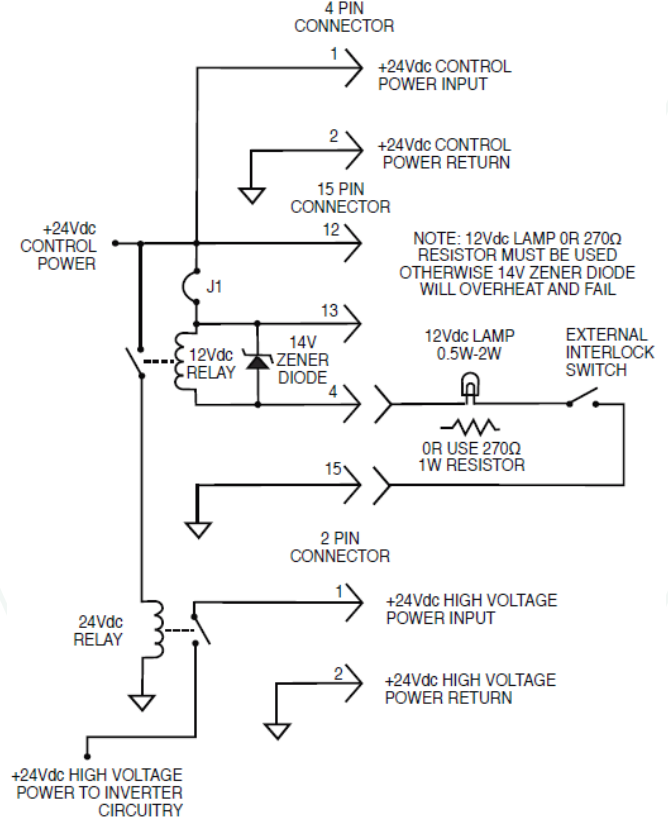 4 PIN
CONNECTOR
1
+24Vdc CONTROL
POWER INPUT
2
+24Vdc CONTROL
POWER RETURN
15 PIN
CONNECTOR
+24Vdc
CONTROL
POWER
12
NOTE: 12Vdc LAMP 0R 270Ω
RESISTOR MUST BE USED
OTHERWISE 14V ZENER DIODE
WILL OVERHEAT AND FAIL
J1
13
12Vdc
RELAY
14V
ZENER
DIODE
12Vdc LAMP
0.5W-2W
EXTERNAL
INTERLOCK
SWITCH
4
0R USE 270Ω
1W RESISTOR
15
2 PIN
CONNECTOR
1
+24Vdc HIGH VOLTAGE
POWER INPUT
24Vdc
RELAY
2
+24Vdc HIGH VOLTAGE
POWER RETURN
+24Vdc HIGH VOLTAGE
POWER TO INVERTER
CIRCUITRY